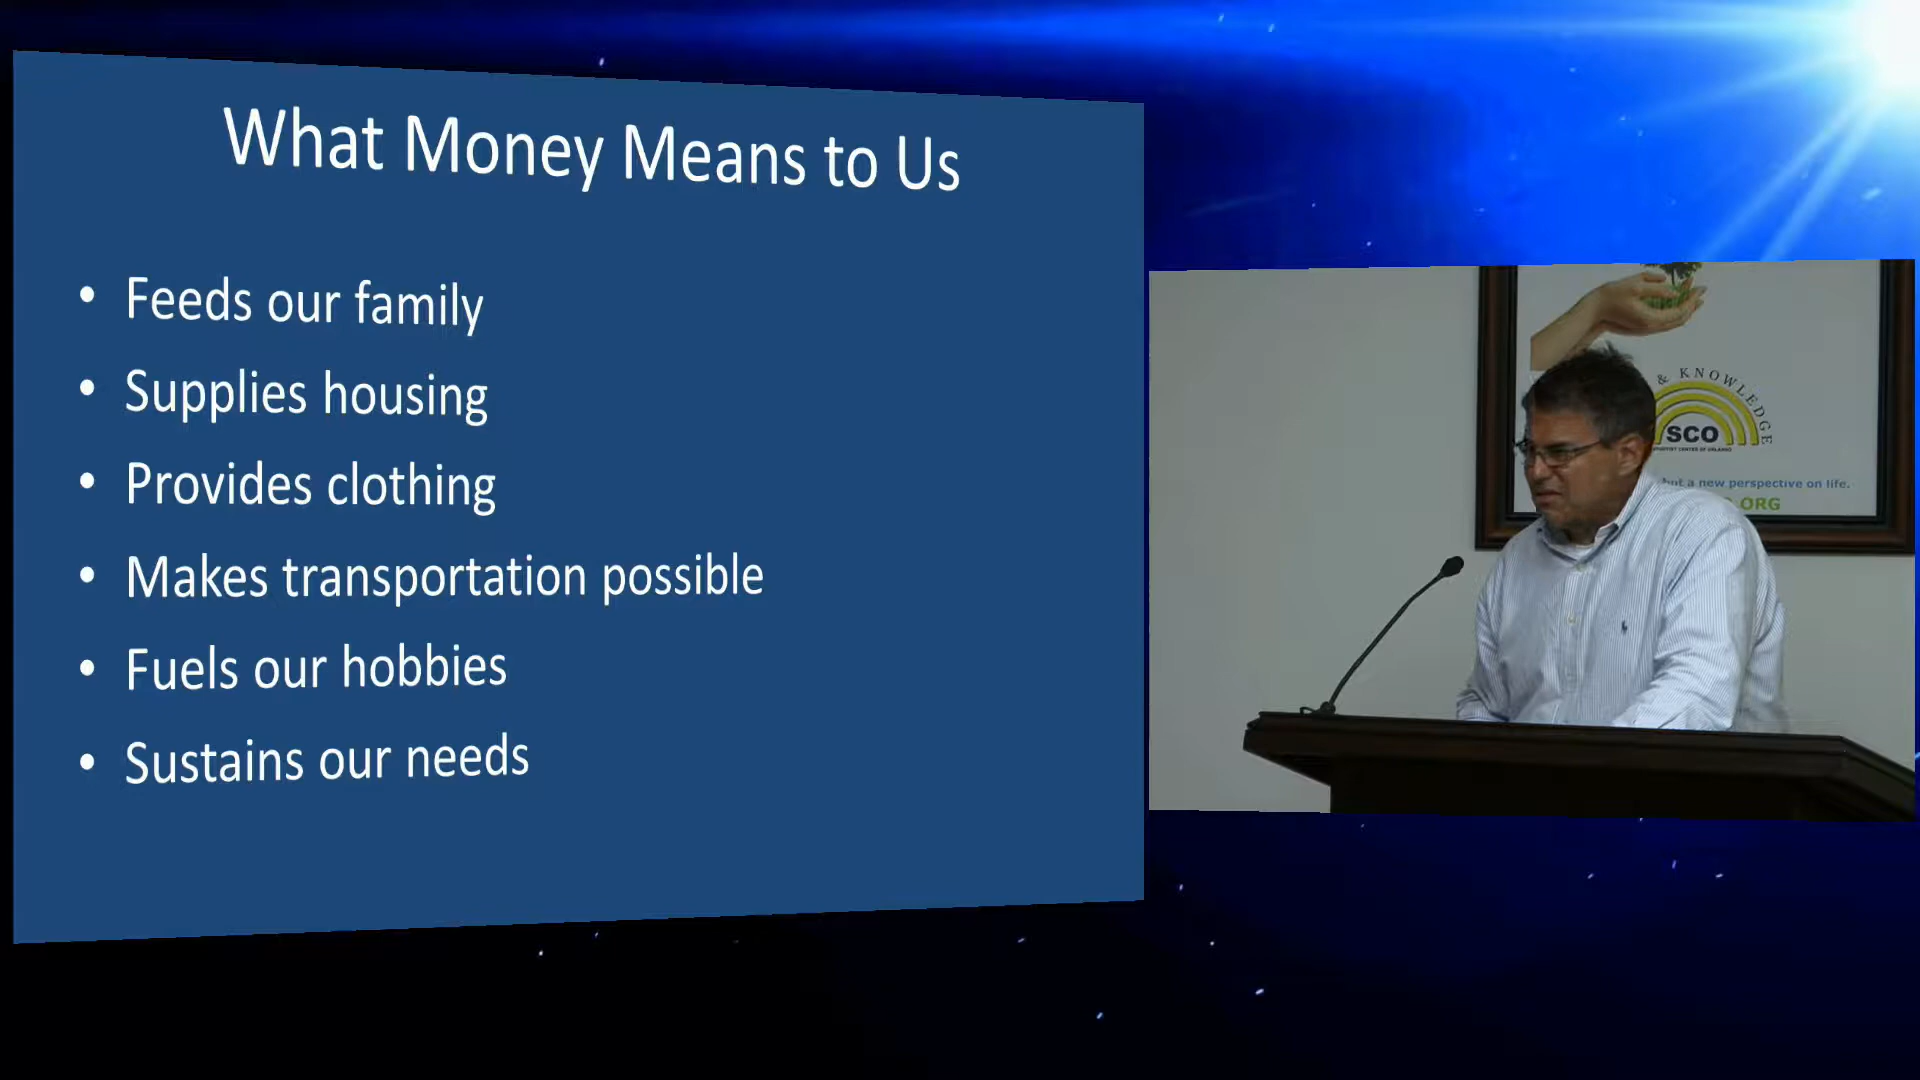 What Money Means to Us
• Feeds our family
• Supplies housing
• Provides clothing
• Makes transportation possible
• Fuels our hobbies
• Sustains our needs
& KNOWLEDGE
SCO
but a new perspective on life.
.ORG